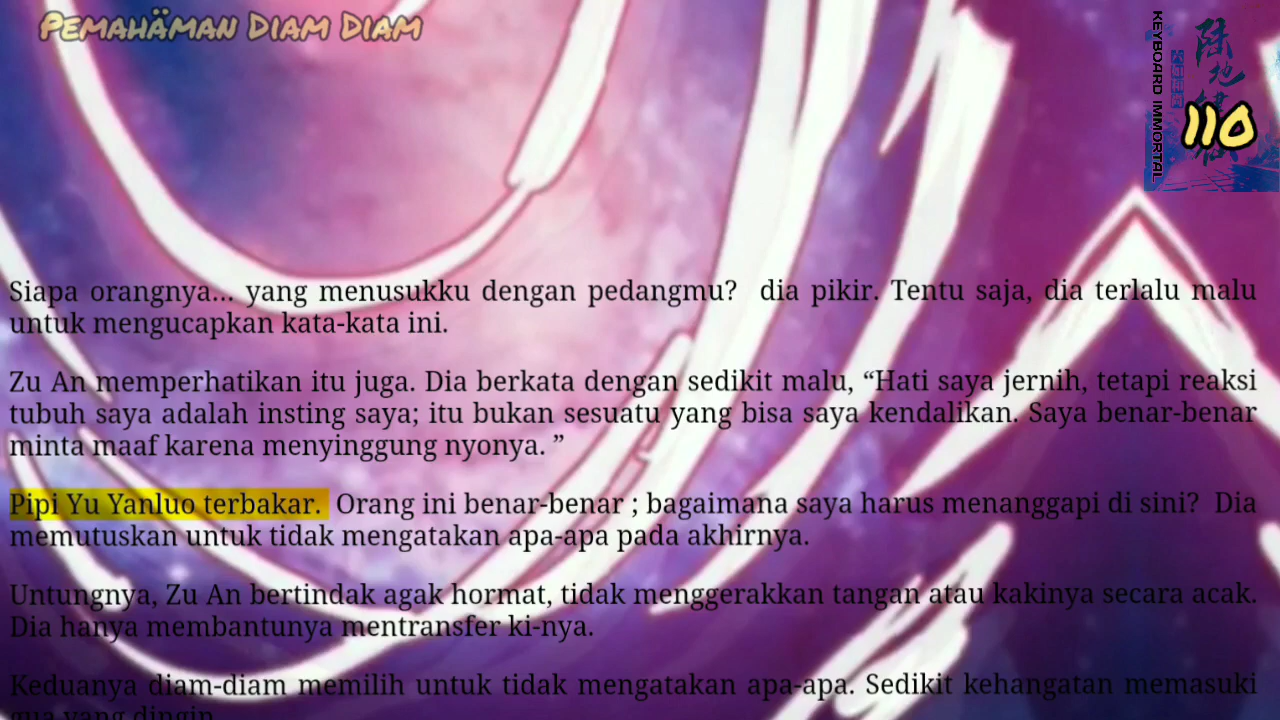 Pemahäman Diam Diam
KEYBOARD IMMORTAL
110
Siapa orangnya... yang menusukku dengan pedangmu?  dia pikir. Tentu saja, dia terlalu malu
untuk mengucapkan kata-kata ini.
Zu An memperhatikan itu juga. Dia berkata dengan sedikit malu, “Hati saya jernih, tetapi reaksi
tubuh saya adalah insting saya; itu bukan sesuatu yang bisa saya kendalikan. Saya benar-benar
minta maaf karena menyinggung nyonya. ”
Pipi Yu Yanluo terbakar.  Orang ini benar-benar ; bagaimana saya harus menanggapi di sini?  Dia
memutuskan untuk tidak mengatakan apa-apa pada akhirnya.
Untungnya, Zu An bertindak agak hormat, tidak menggerakkan tangan atau kakinya secara acak.
Dia hanya membantunya mentransfer ki-nya.
Keduanya diam-diam memilih untuk tidak mengatakan apa-apa. Sedikit kehangatan memasuki
gua yang dingin.